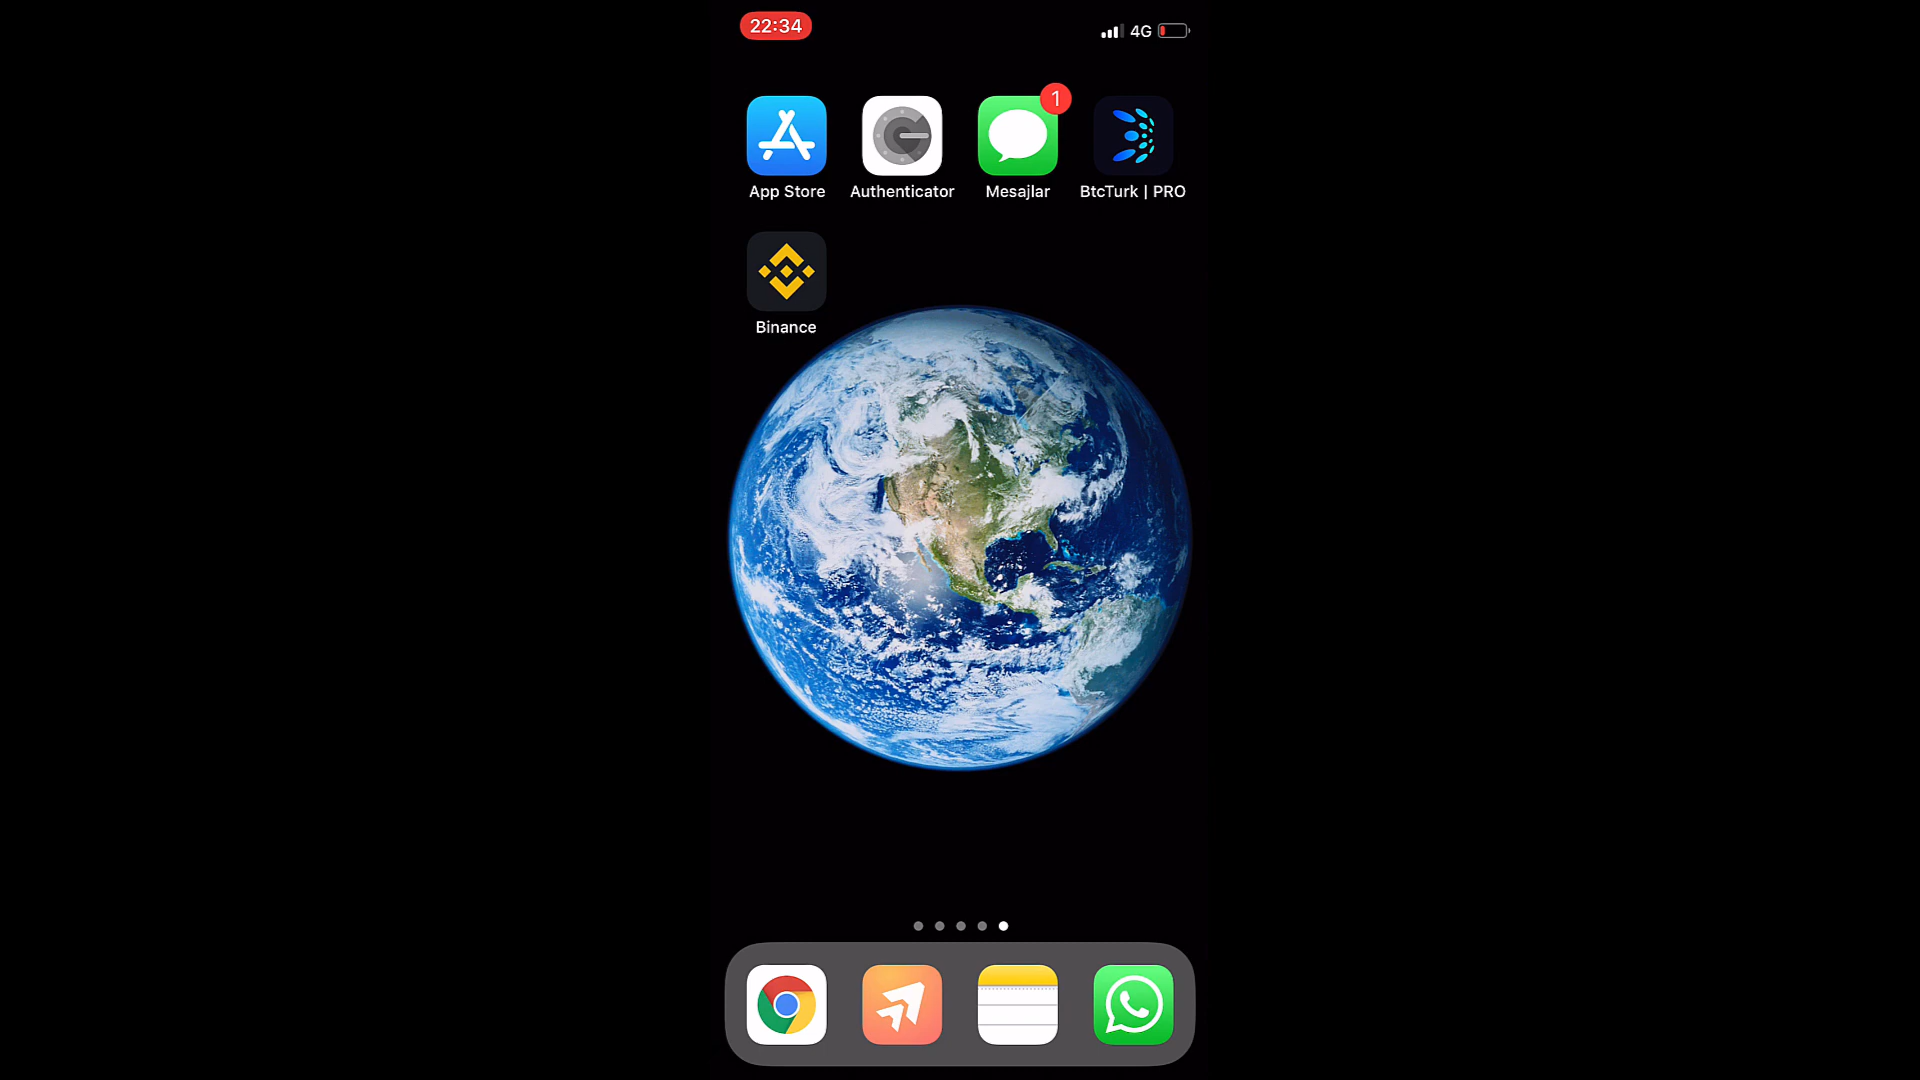 22:34
4G
1
App Store
Authenticator
Mesajlar
BtcTurk | PRO
Binance